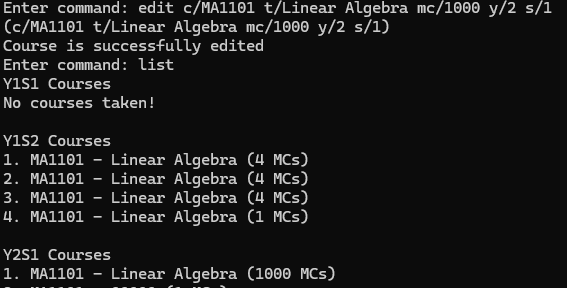 Enter command: edit c/MA1101 t/Linear Algebra mc/1000 y/2 s/1
(c/MA1101 t/Linear Algebra mc/1000 y/2 s/1)
Course is successfully edited
Enter command: list
Y1S1 Courses
No courses taken!
Y1S2 Courses
1. MA1101 - Linear Algebra (4 MCs)
2. MA1101 - Linear Algebra (4 MCs)
3. MA1101 - Linear Algebra (4 MCs)
4. MA1101 - Linear Algebra (1 MCs)
Y2S1 Courses
1. MA1101 - Linear Algebra (1000 MCs)